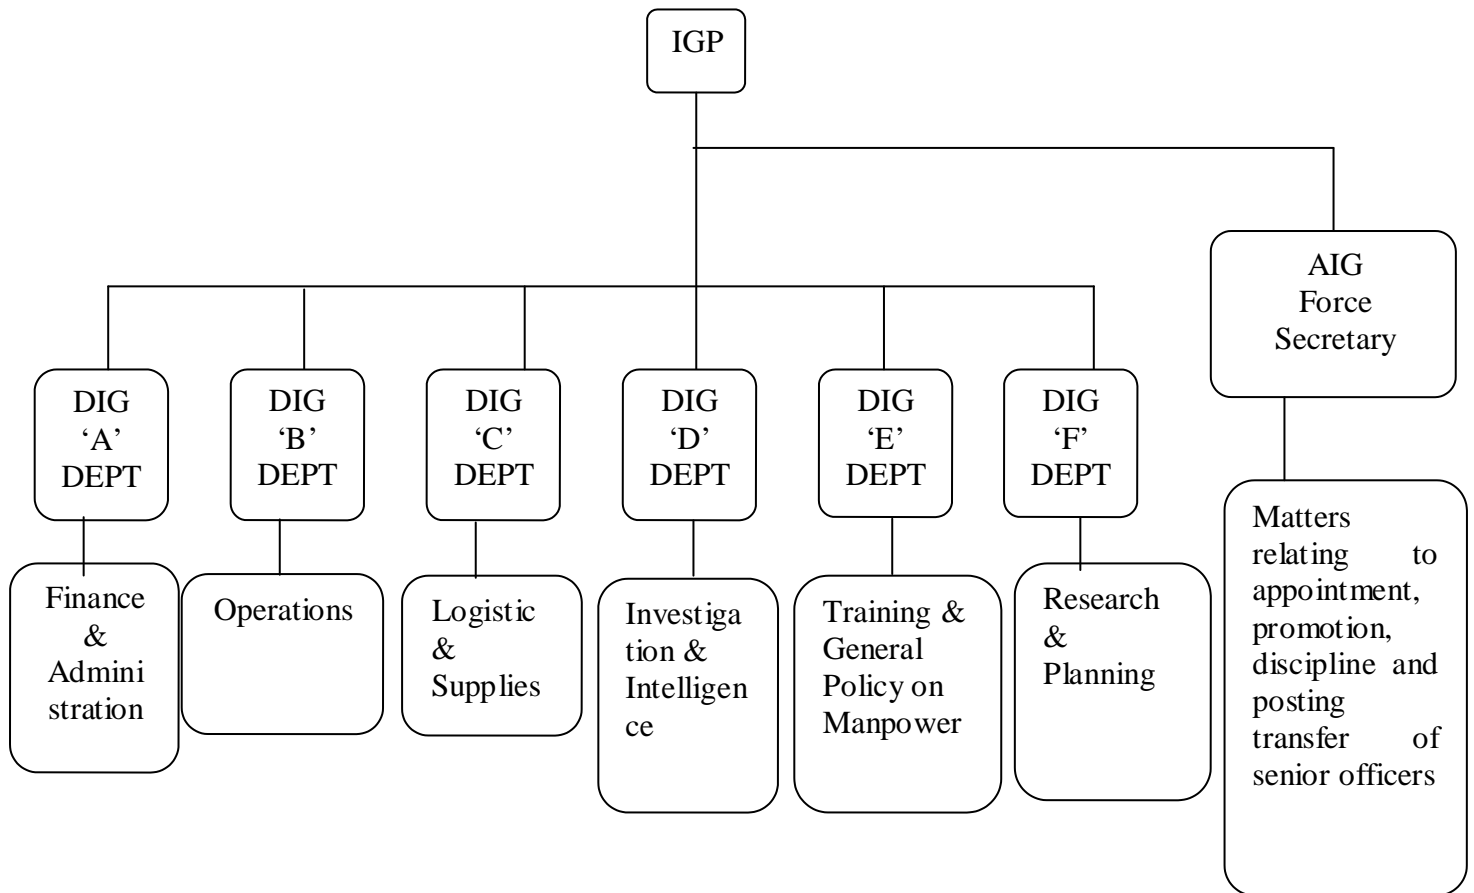 IGP
AIG
Force
Secretary
DIG
‘A’
DEPT
DIG
‘B’
DEPT
DIG
‘C’
DEPT
DIG
‘D’
DEPT
DIG
‘E’
DEPT
DIG
‘F’
DEPT
Finance
&
Admini
stration
Operations
Logistic
&
Supplies
Investiga
tion &
Intelligen
ce
Training &
General
Policy on
Manpower
Research
&
Planning
Matters
relating to
appointment,
promotion,
discipline and
posting
transfer of
senior officers